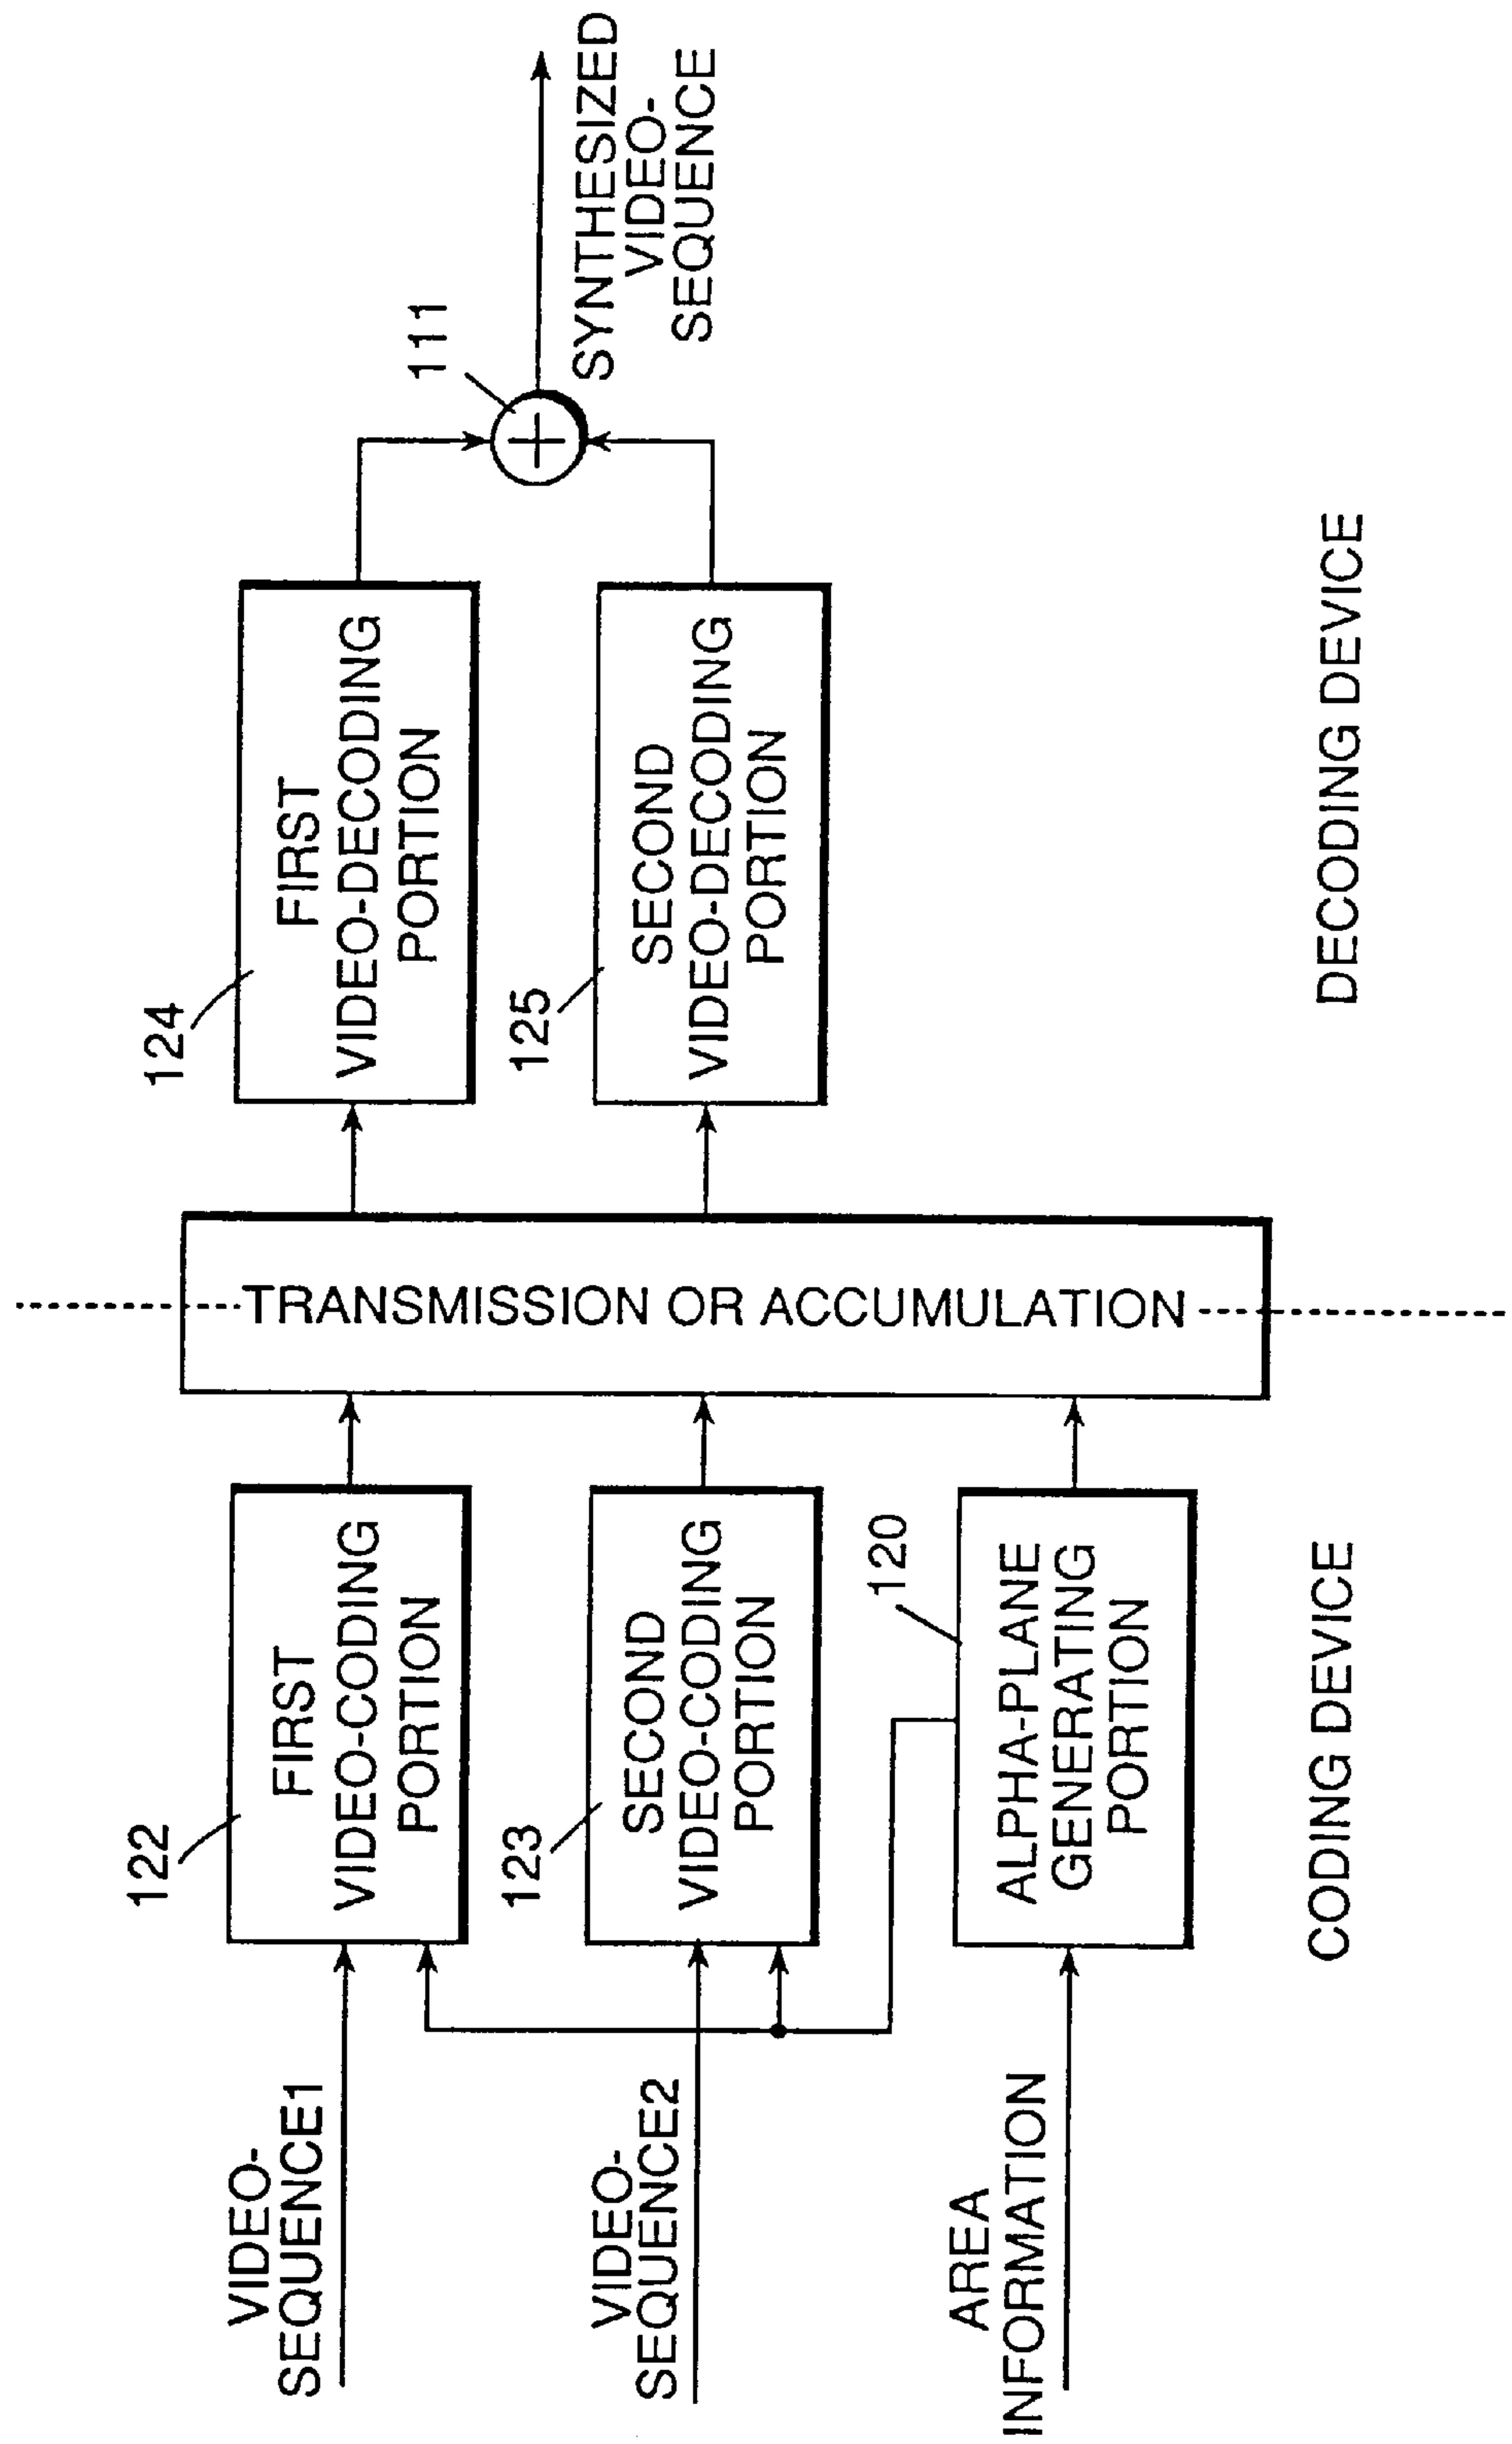 VIDEO-
SEQUENCE1
122
FIRST
VIDEO-CODING
PORTION
VIDEO-
SEQUENCE2
123
SECOND
VIDEO-CODING
PORTION
AREA
INFORMATION
120
ALPHA-PLANE
GENERATING
PORTION
CODING DEVICE
TRANSMISSION OR ACCUMULATION
124
FIRST
VIDEO-DECODING
PORTION
125
SECOND
VIDEO-DECODING
PORTION
111
SYNTHESIZED
VIDEO-
SEQUENCE
DECODING DEVICE